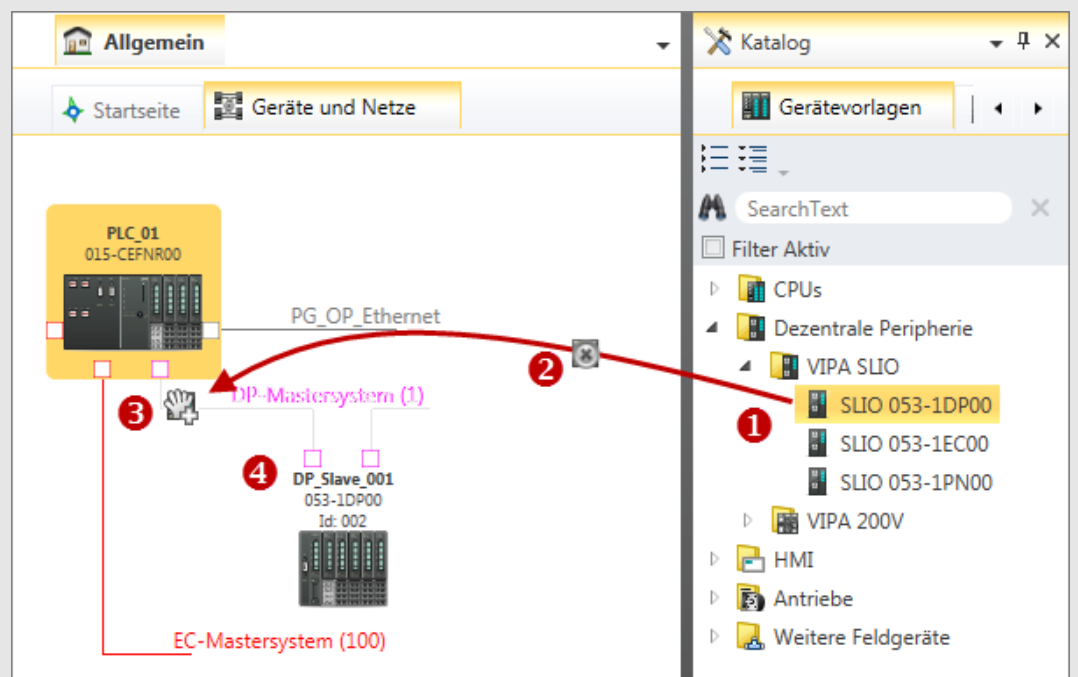 Allgemein
Startseite
Geräte und Netze
PLC_01
015-CEFNR00
PG_OP_Ethernet
2
3
DP-Mastersystem (1)
4
DP_Slave_001
053-1DP00
Id: 002
EC-Mastersystem (100)
Katalog
Gerätevorlagen
SearchText
Filter Aktiv
CPUs
Dezentrale Peripherie
VIPA SLIO
1
SLIO 053-1DP00
SLIO 053-1EC00
SLIO 053-1PN00
VIPA 200V
HMI
Antriebe
Weitere Feldgeräte